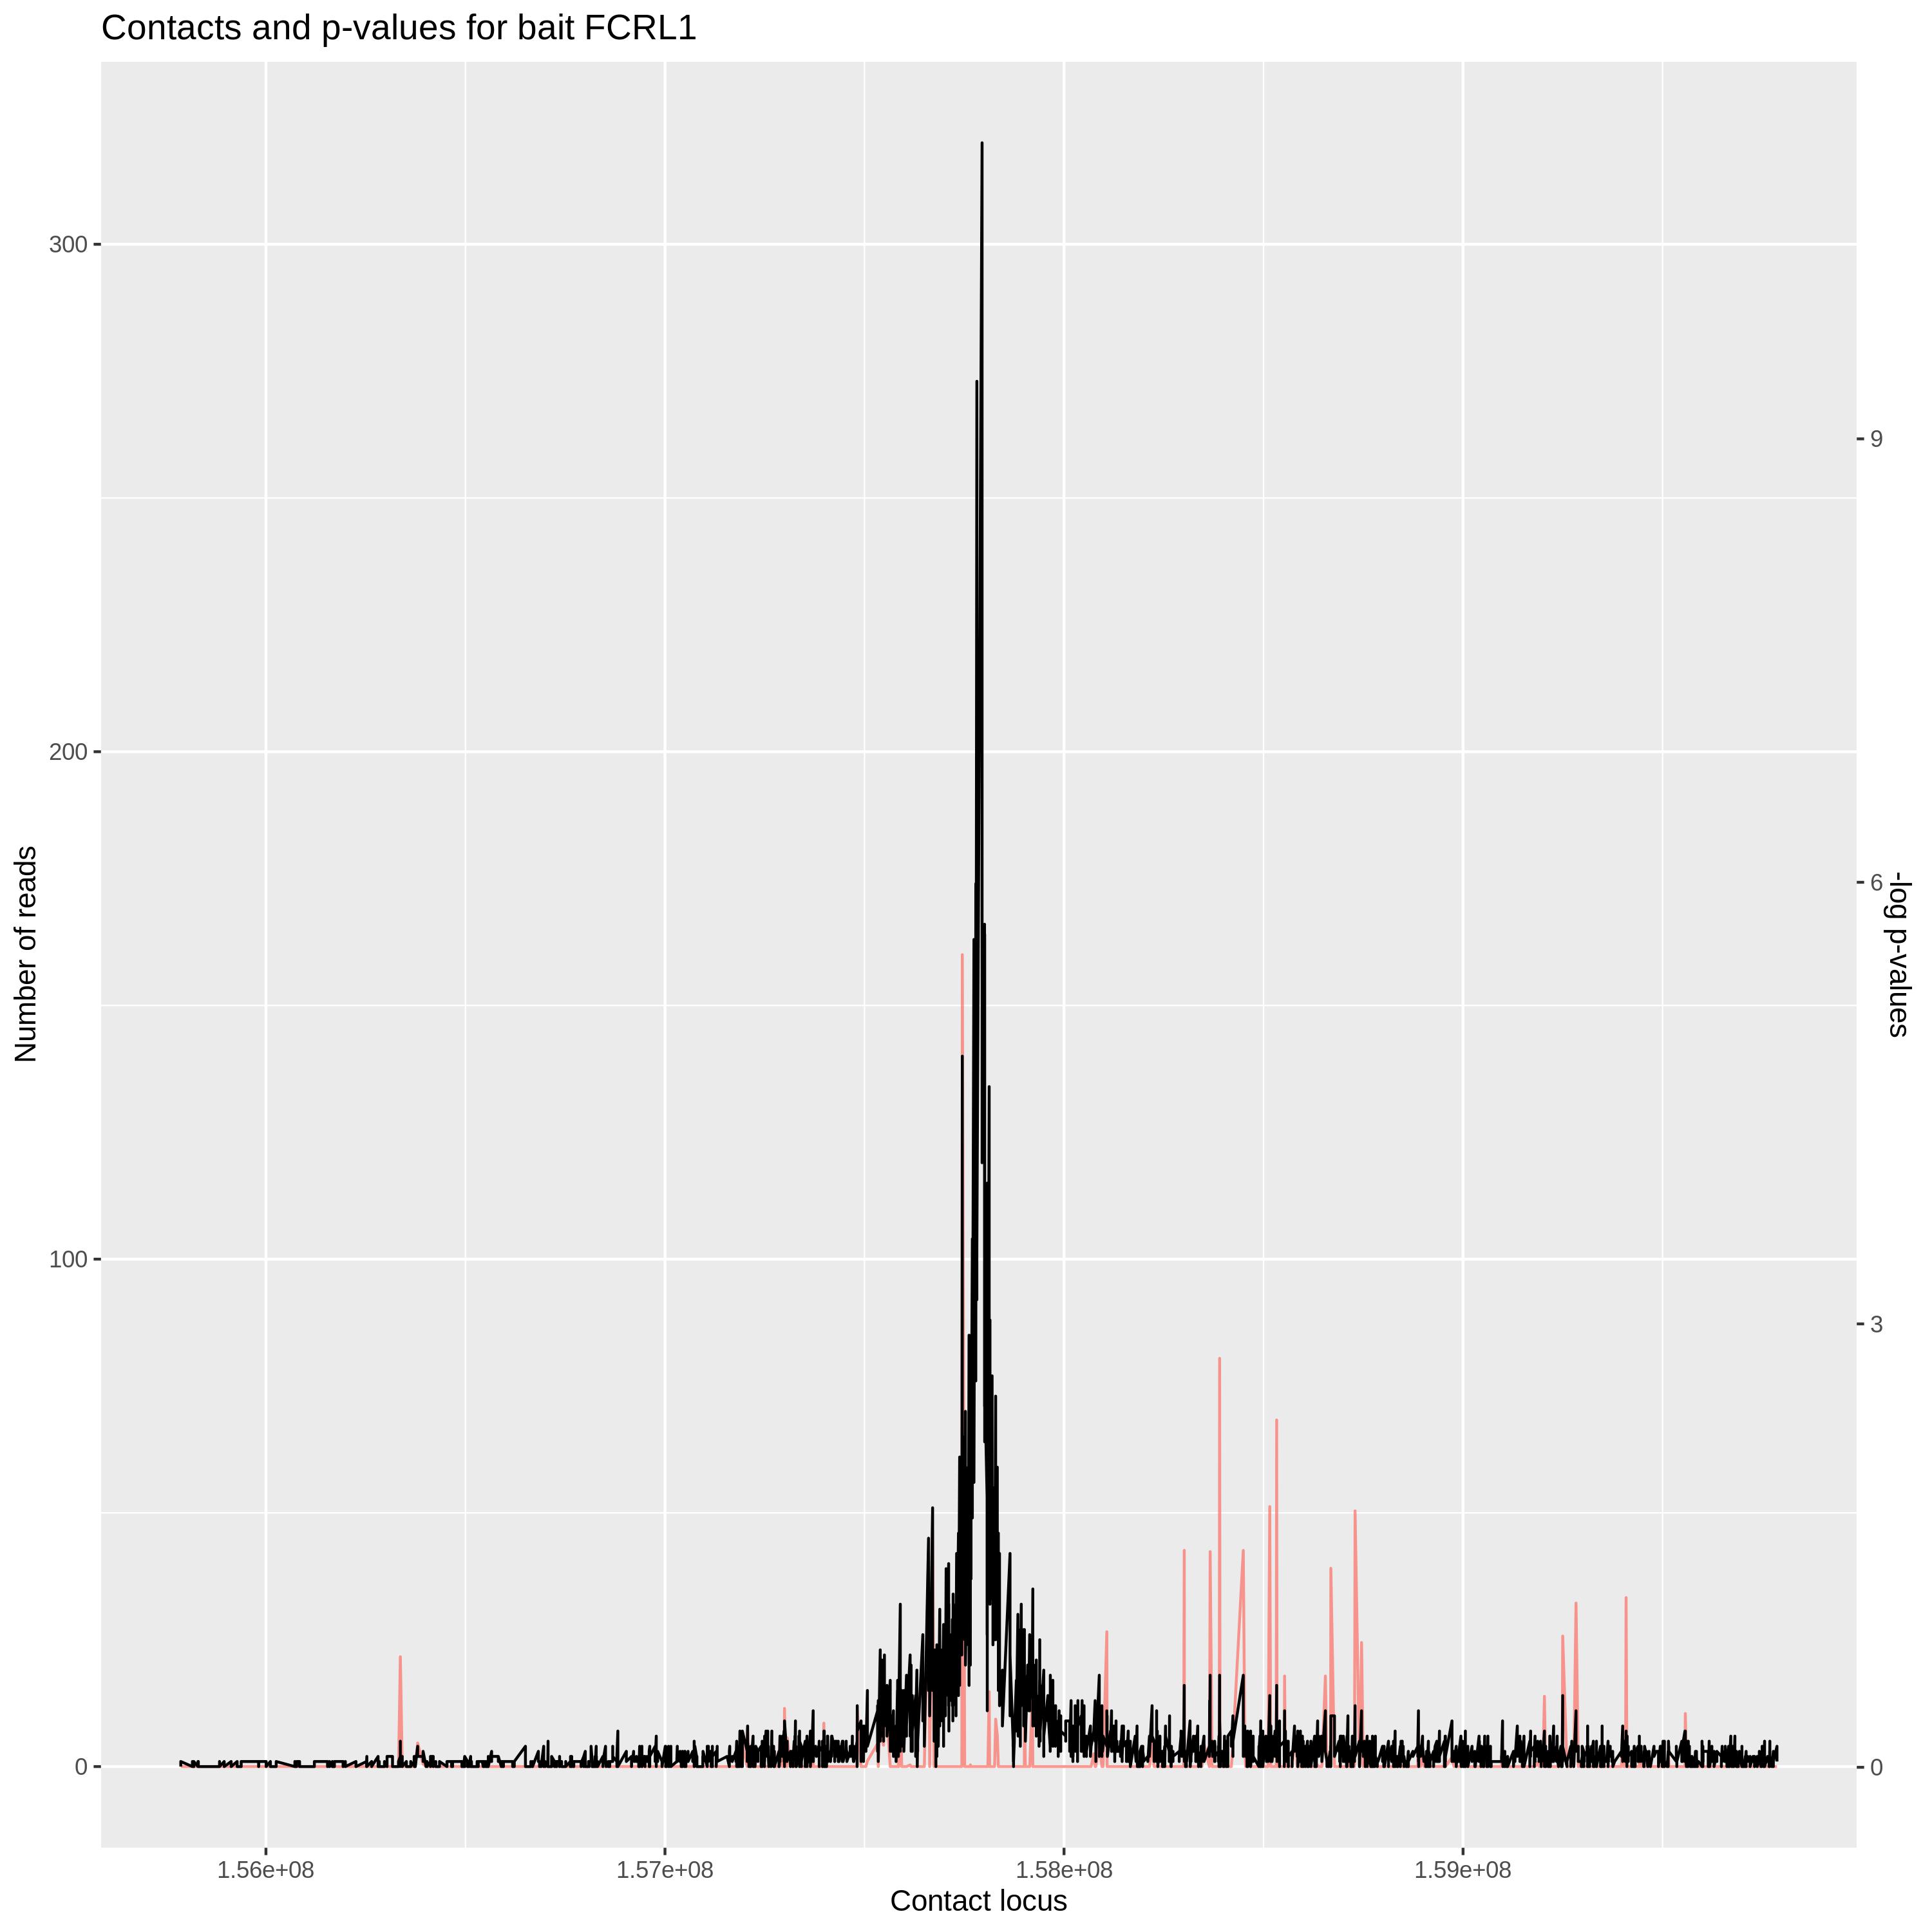 Contacts and p-values for bait FCRL1
300
200
100
0
Number of reads
9
6
3
0
-log p-values
1.56e+08
1.57e+08
1.58e+08
1.59e+08
Contact locus